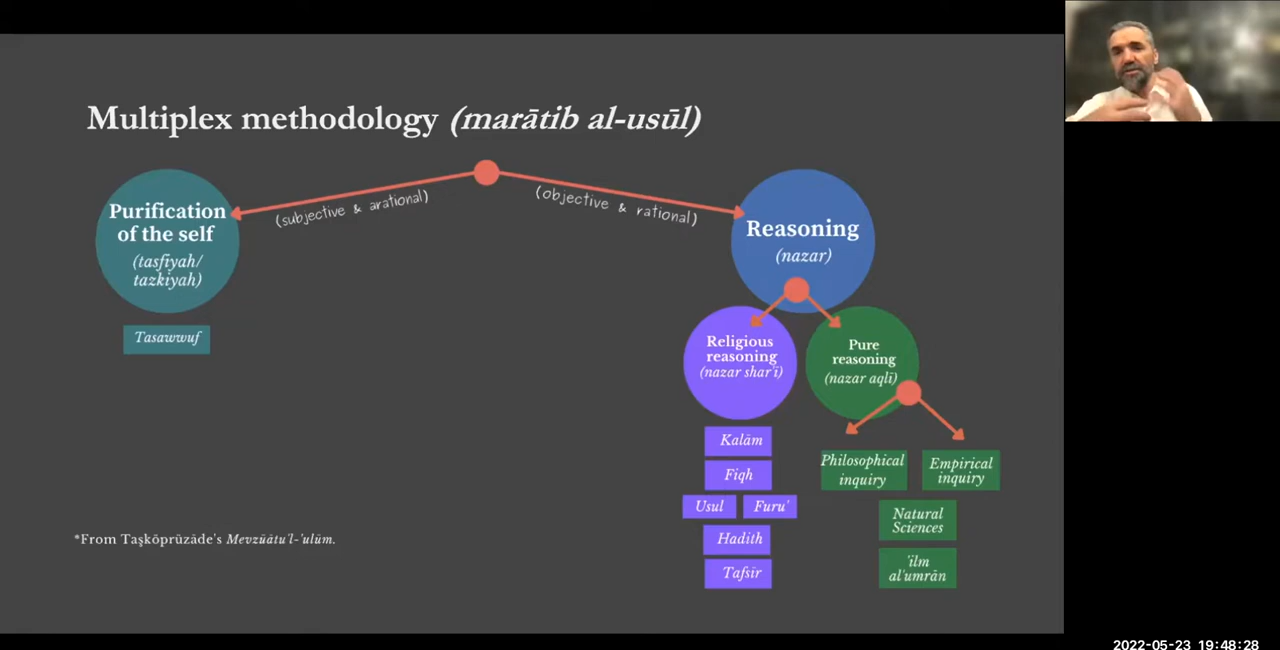 Multiplex methodology (marātib al-usūl)
(subjective & arational)
(objective & rational)
Purification
of the self
(tasfiyah/
tazkiyah)
Tasawwuf
Reasoning
(nazar)
Religious
reasoning
(nazar shar'ī)
Kalām
Fiqh
Usul
Furu'
Hadith
Tafsir
Pure
reasoning
(nazar aqlī)
Philosophical
inquiry
Empirical
inquiry
Natural
Sciences
'ilm
al'umrān
*From Taşköprüzāde's Mevzūātu'l-'ulūm.
2022-05-23 19:48:28